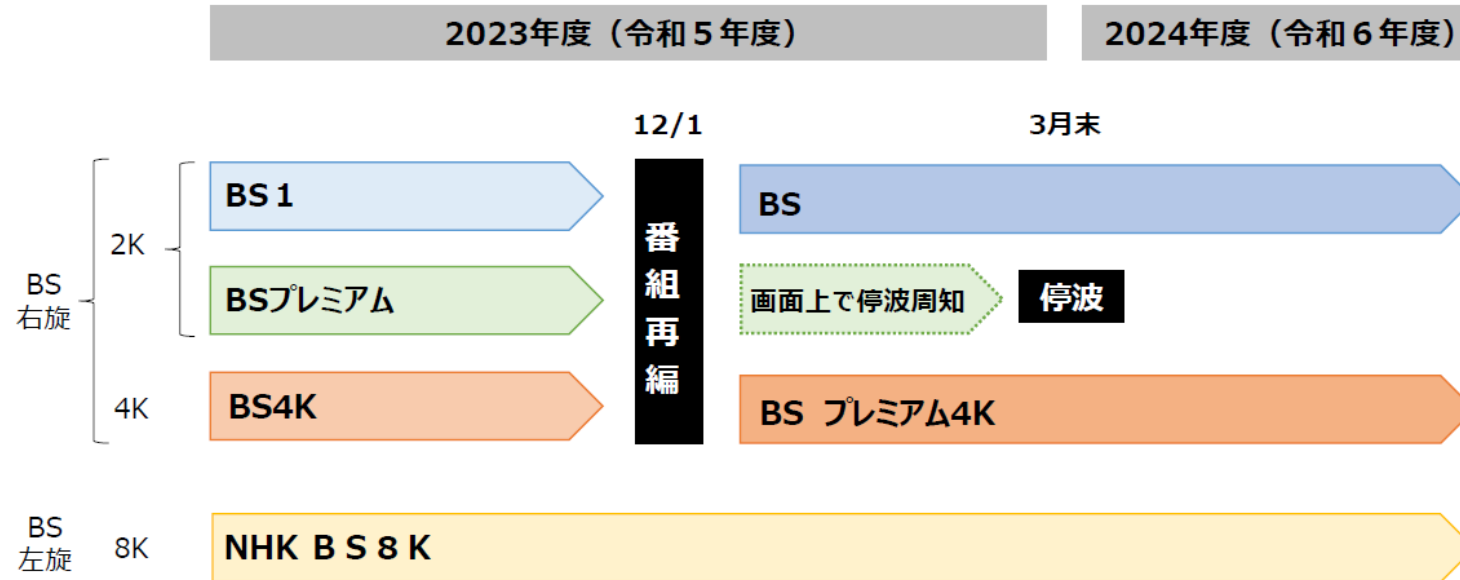 2023年度（令和５年度）
2024年度（令和６年度）
12/1
3月末
BS
右旋
2K
BS１
BSプレミアム
4K
BS4K
番組再編
BS
画面上で停波周知
停波
BS プレミアム4K
BS
左旋
8K
NHK ＢＳ８Ｋ